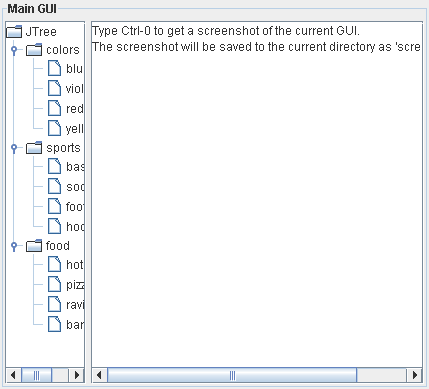 Main GUI
JTree
colors
blu
viol
red
yell
sports
bas
soc
foot
hoc
food
hot
pizz
ravi
bar
Type Ctrl-0 to get a screenshot of the current GUI.
The screenshot will be saved to the current directory as 'scre